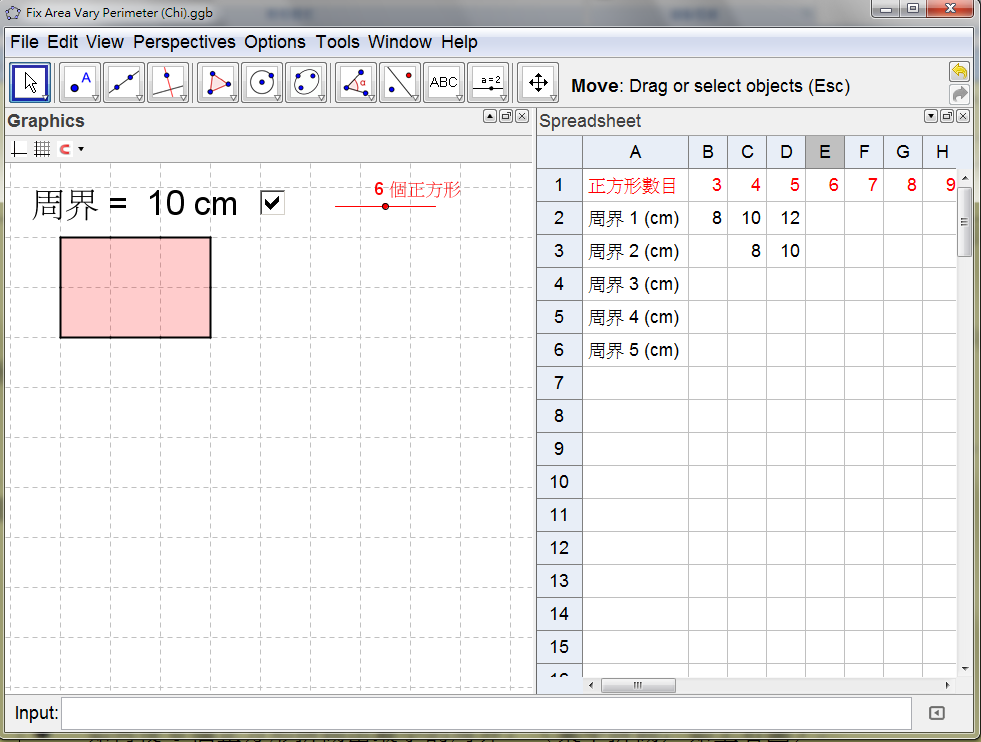 Fix Area Vary Perimeter (Chi).ggb
File Edit View Perspectives Options Tools Window Help
A
α
ABC
a=2
Move: Drag or select objects (Esc)
Graphics
周界 = 10 cm
6 個正方形
Spreadsheet
A B C D E F G H
1 正方形數目 3 4 5 6 7 8 9
2 周界 1 (cm) 8 10 12
3 周界 2 (cm) 8 10
4 周界 3 (cm)
5 周界 4 (cm)
6 周界 5 (cm)
7
8
9
10
11
12
13
14
15
Input: